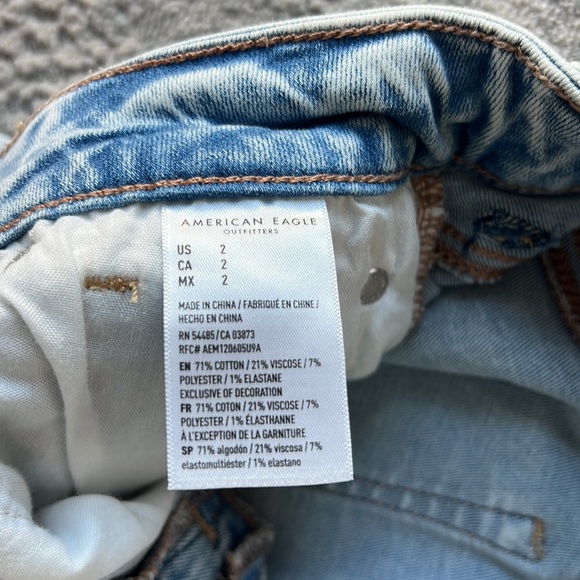 AMERICAN EAGLE
OUTFITTERS
US 2
CA 2
MX 2
MADE IN CHINA / FABRIQUÉ EN CHINE /
HECHO EN CHINA
RN 54485/CA 03873
RFC# AEM120605U9A
EN 71% COTTON / 21% VISCOSE / 7%
POLYESTER / 1% ELASTANE
EXCLUSIVE OF DECORATION
FR 71% COTON / 21% VISCOSE / 7%
POLYESTER / 1% ÉLASTHANNE
À L'EXCEPTION DE LA GARNITURE
SP 71% algodón / 21% viscosa / 7%
elastomultiéster / 1% elastano